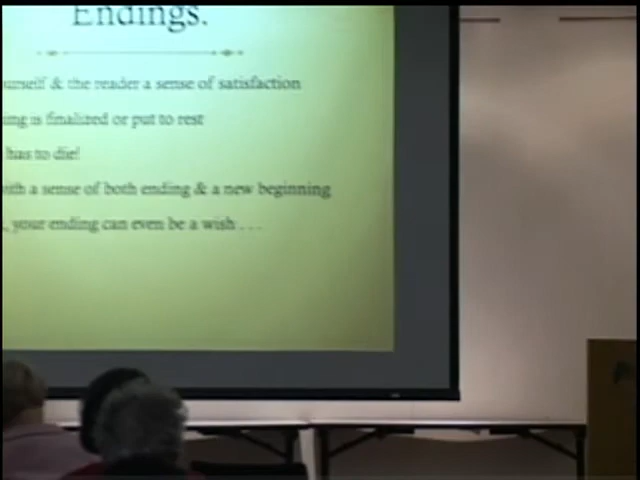 Endings.
urself & the reader a sense of satisfaction
ing is finalized or put to rest
has to die!
with a sense of both ending & a new beginning
, your ending can even be a wish . . .